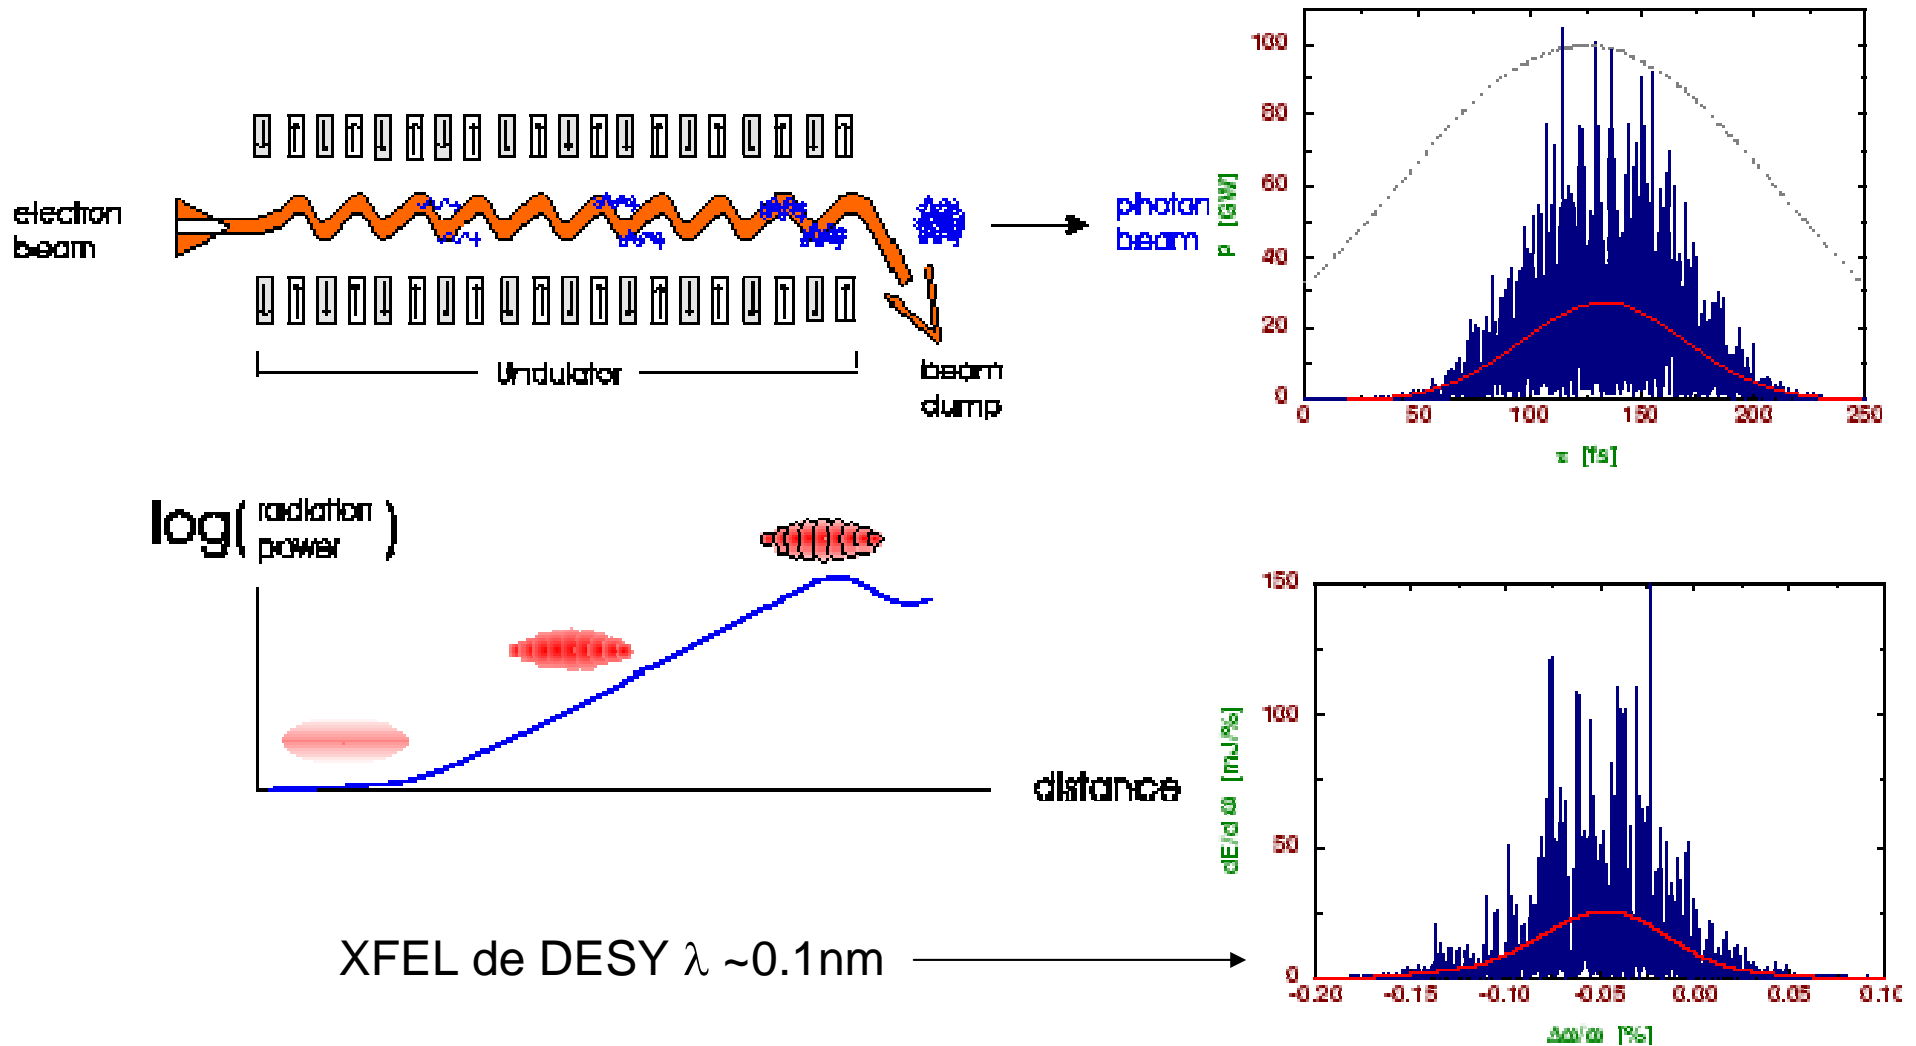 electron
beam
photon
beam
Undulator
beam
dump
log( radiation
power )
distance
XFEL de DESY λ ~0.1nm
P [GW]
100
80
60
40
20
0
0 50 100 150 200 250
[fs]
dE/dω [mJ/%]
150
100
50
0
-0.20 -0.15 -0.10 -0.05 0.00 0.05 0.10
Δω/ω [%]